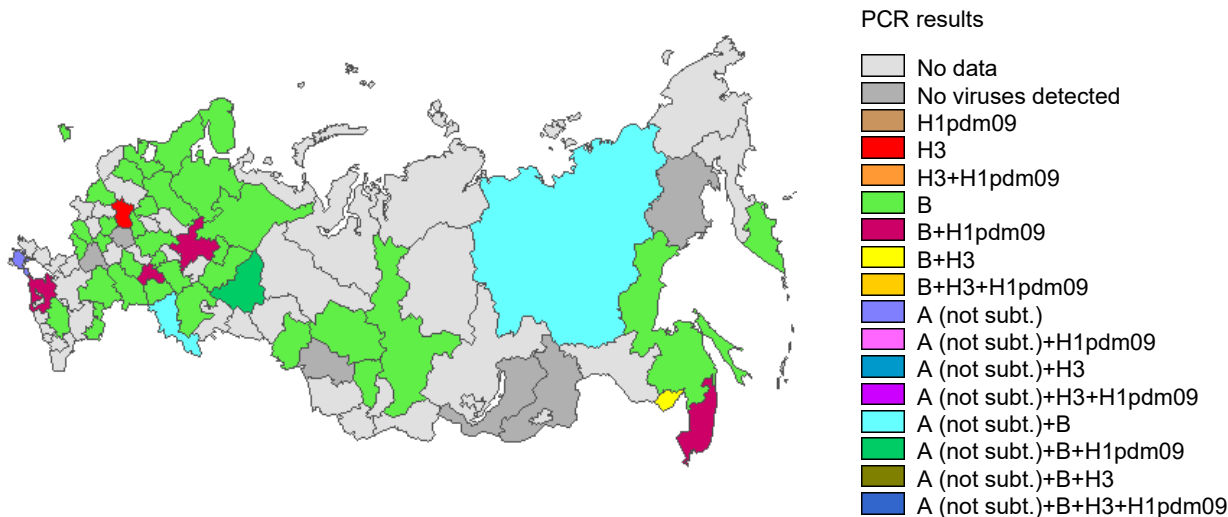 PCR results
No data
No viruses detected
H1pdm09
H3
H3+H1pdm09
B
B+H1pdm09
B+H3
B+H3+H1pdm09
A (not subt.)
A (not subt.)+H1pdm09
A (not subt.)+H3
A (not subt.)+H3+H1pdm09
A (not subt.)+B
A (not subt.)+B+H1pdm09
A (not subt.)+B+H3
A (not subt.)+B+H3+H1pdm09